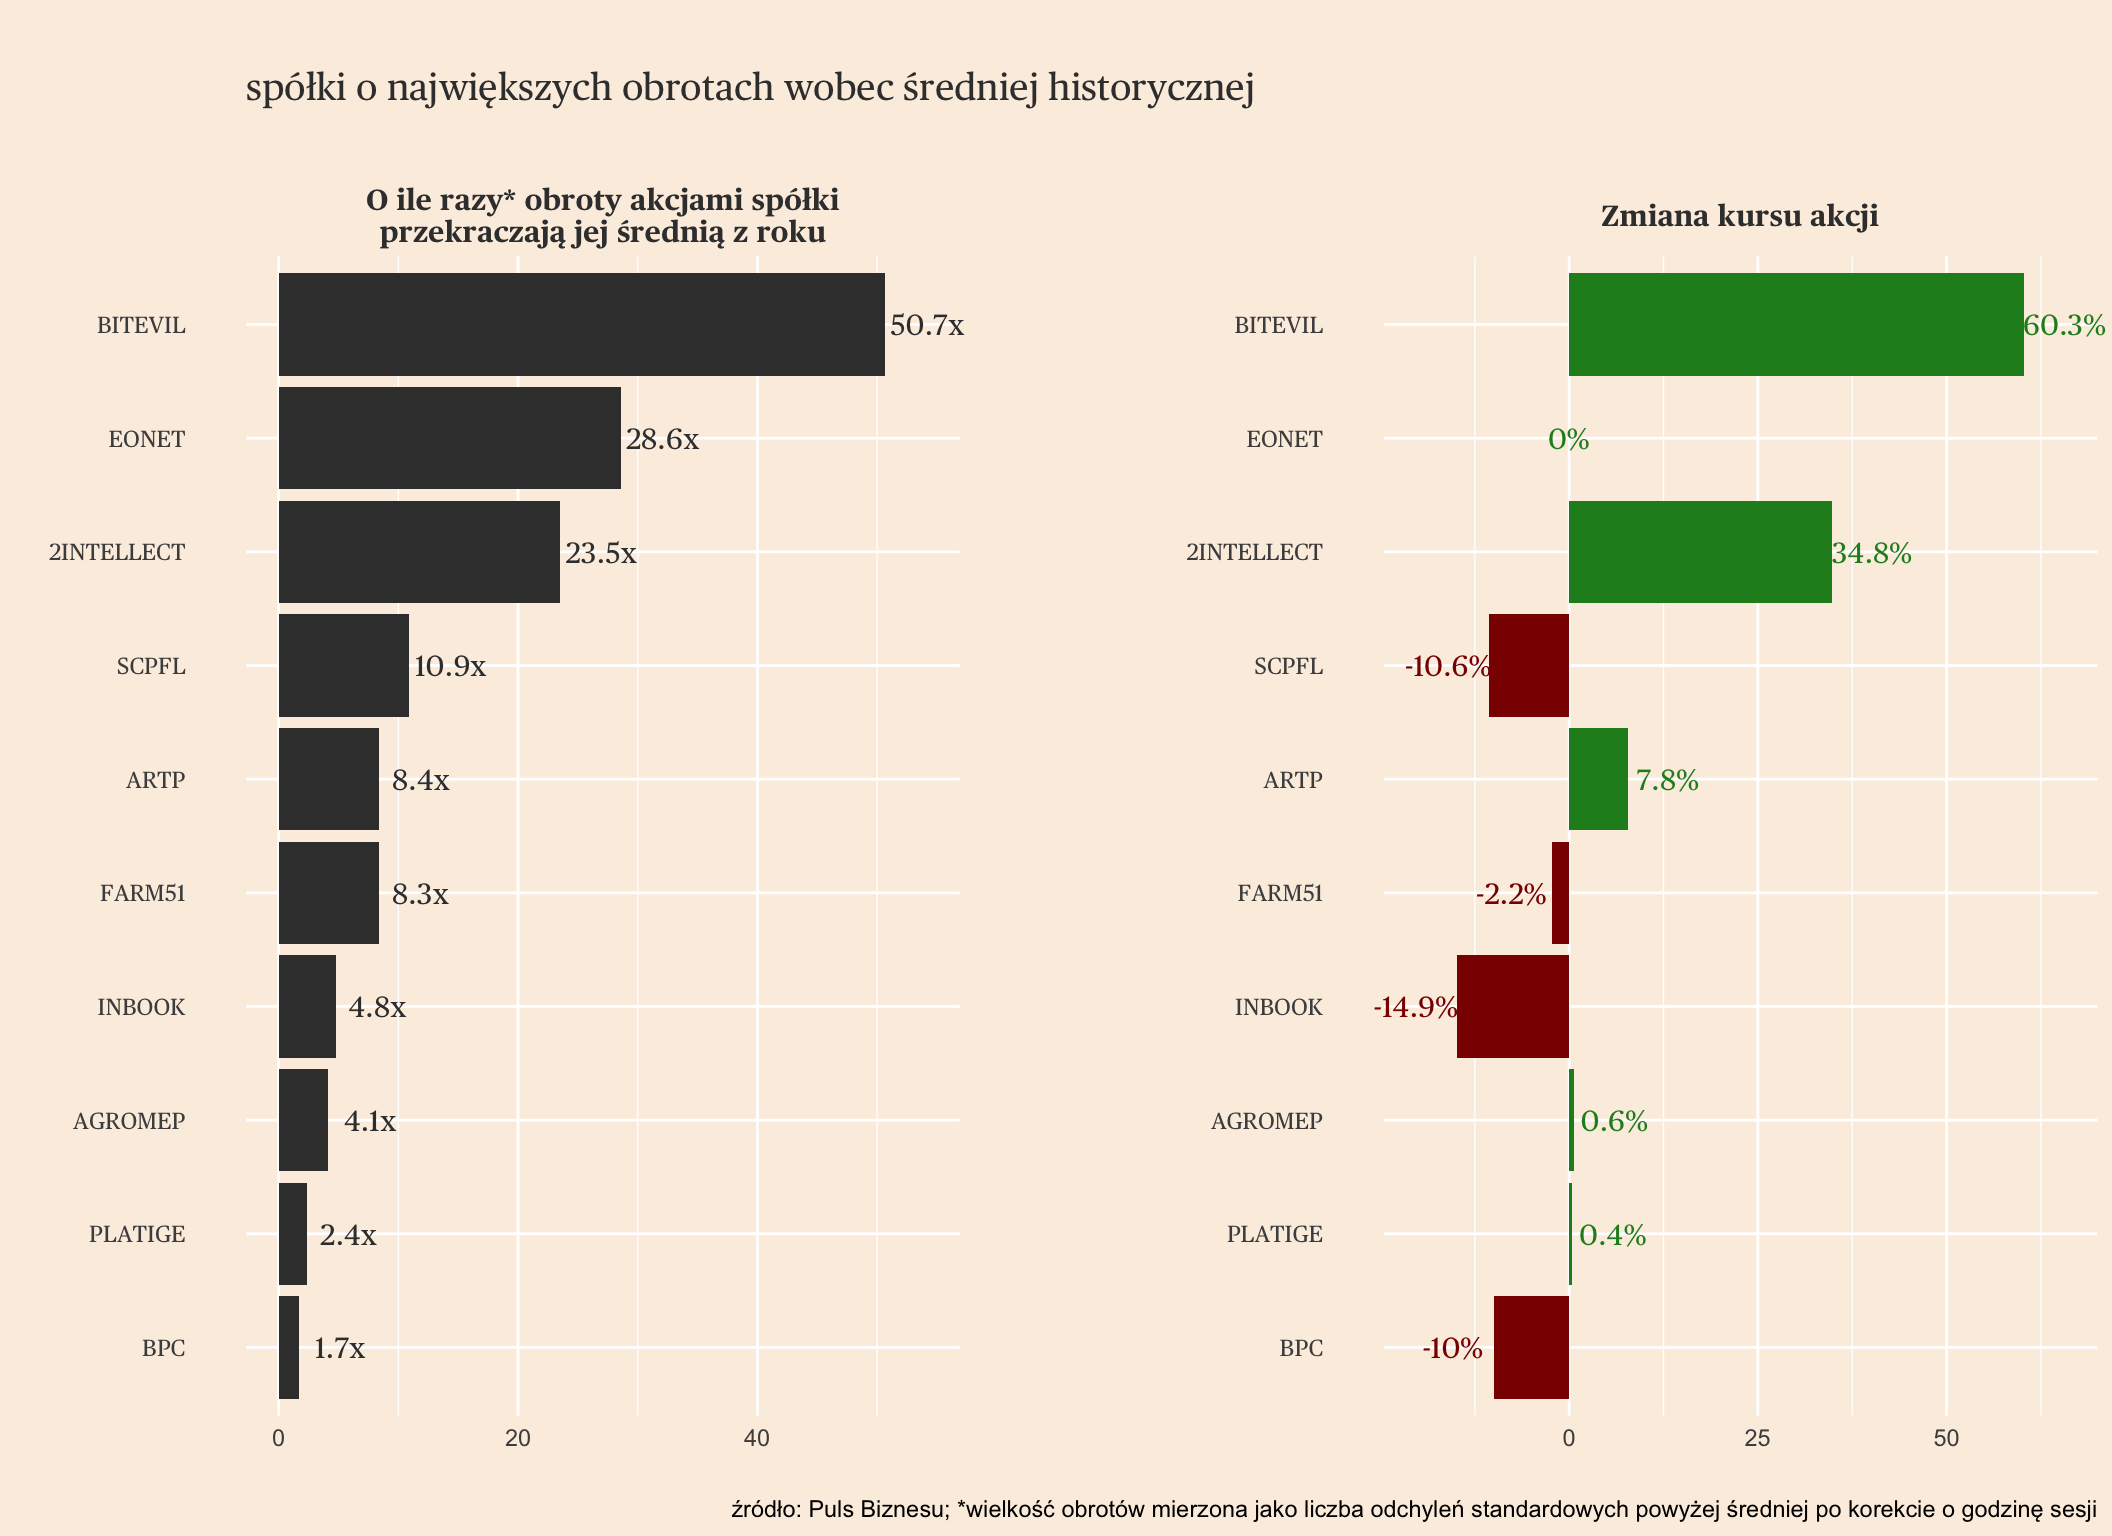 spółki o największych obrotach wobec średniej historycznej
O ile razy* obroty akcjami spółki
przekraczają jej średnią z roku
BITEVIL
50.7x
EONET
28.6x
2INTELLECT
23.5x
SCPFL
10.9x
ARTP
8.4x
FARM51
8.3x
INBOOK
4.8x
AGROMEP
4.1x
PLATIGE
2.4x
BPC
1.7x
0 20 40
Zmiana kursu akcji
BITEVIL
60.3%
EONET
0%
2INTELLECT
34.8%
SCPFL
-10.6%
ARTP
7.8%
FARM51
-2.2%
INBOOK
-14.9%
AGROMEP
0.6%
PLATIGE
0.4%
BPC
-10%
0 25 50
źródło: Puls Biznesu; *wielkość obrotów mierzona jako liczba odchyleń standardowych powyżej średniej po korekcie o godzinę sesji